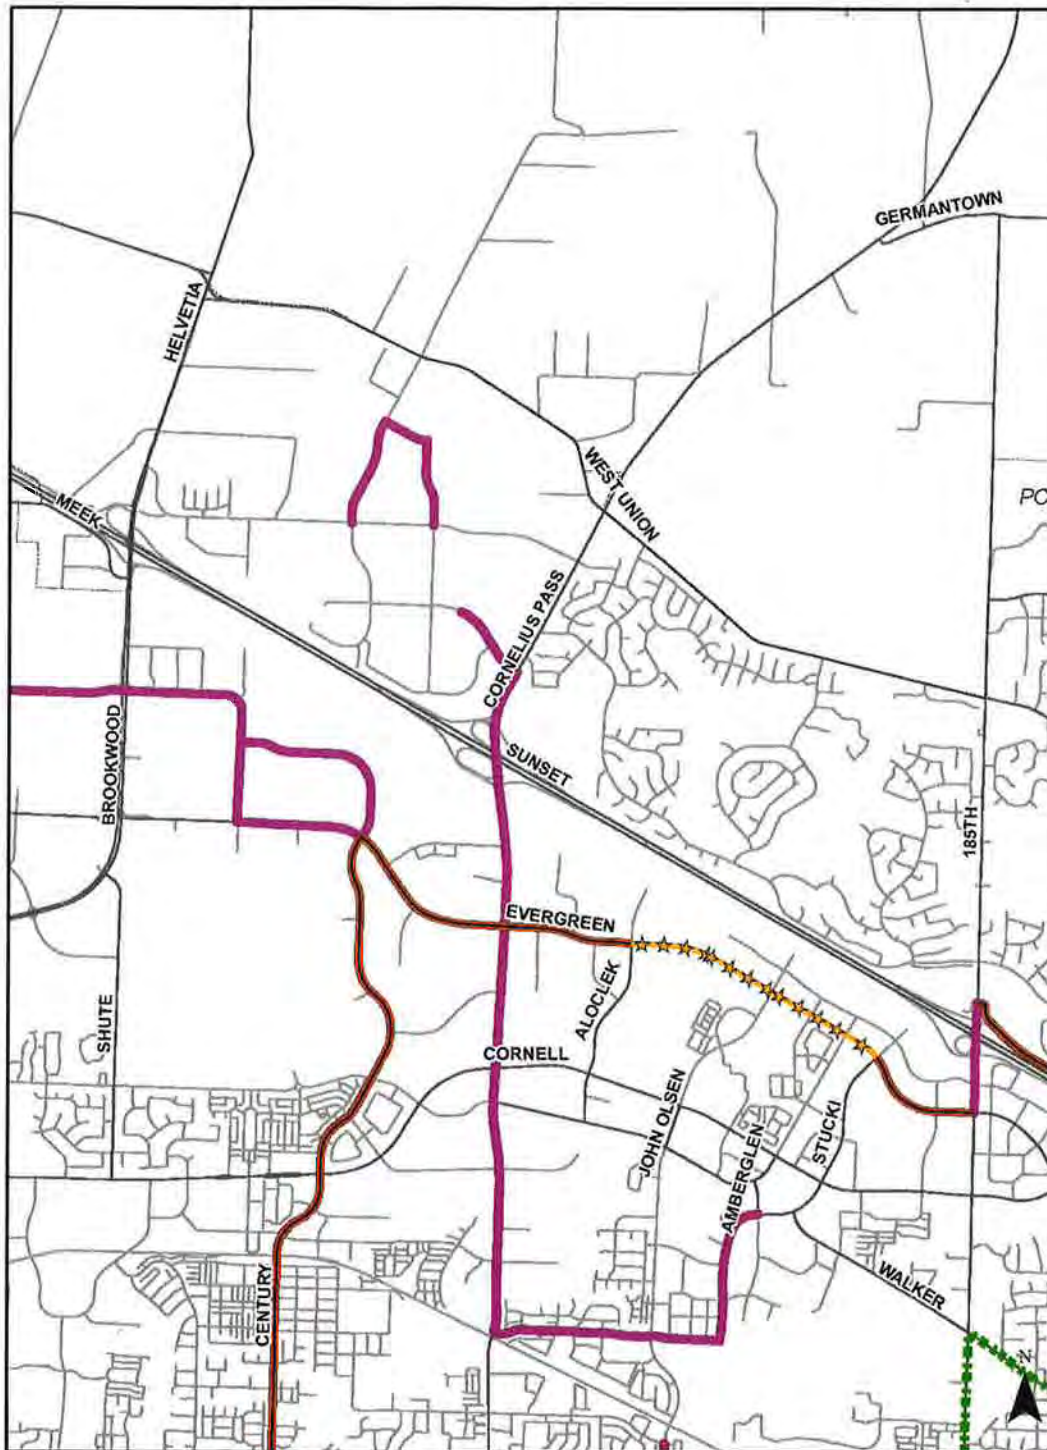 GERMANTOWN
HELVETIA
WEST UNION
MEEK
PC
CORNELIUS PASS
BROOKWOOD
SUNSET
185TH
EVERGREEN
ALOCLEK
SHUTE
CORNELL
JOHN OLSEN
STUCKI
AMBERGLEN
WALKER
CENTURY
N